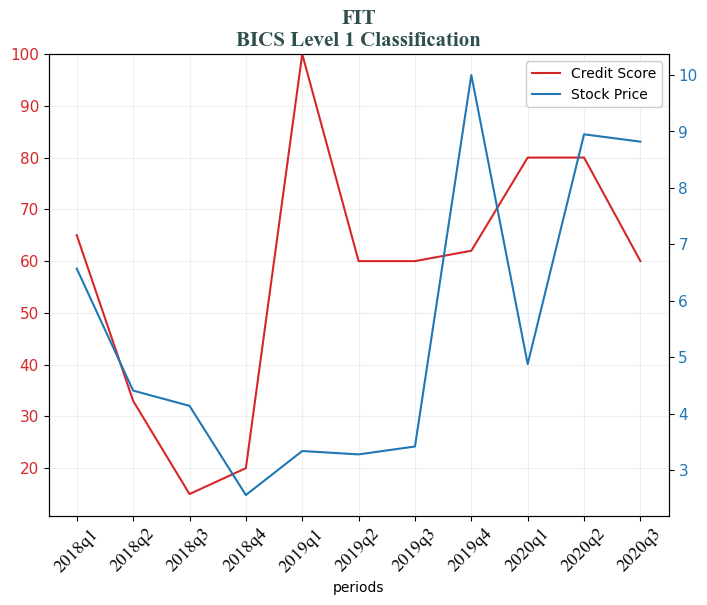 FIT
BICS Level 1 Classification
100
90
80
70
60
50
40
30
20
10
9
8
7
6
5
4
3
Credit Score
Stock Price
2018q1
2018q2
2018q3
2018q4
2019q1
2019q2
2019q3
2019q4
2020q1
2020q2
2020q3
periods